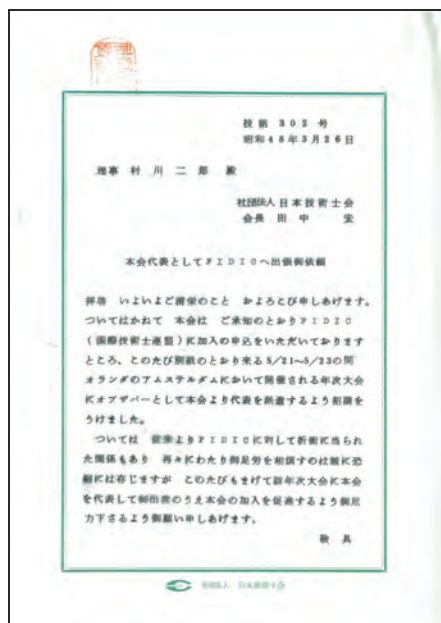 技第 302 号
昭和48年3月26日
理事 村川二郎 殿
社団法人 日本技術士会
会長 田中 宏
本会代表としてFIDICへ出張御依頼
拝啓 いよいよご清栄のこと およろこび申しあげます。
ついてはかねて 本会は ご承知のとおりFIDIC
(国際技術士連盟)に加入の申込をいただいております
ところ、このたび別紙のとおり来る5/21~5/23の間
オランダのアムステルダムにおいて開催される年次大会
にオブザバーとして本会より代表を派遣するよう招請を
うけました。
ついては 従来よりFIDICに対して折衝に当られ
た関係もあり 再々にわたり御足労を相煩すのは誠に恐
縮には存じますが このたびもまげて該年次大会に本会
を代表して御出席のうえ本会の加入を促進するよう御尽
力下さるよう御願い申しあげます。
敬具
社団法人 日本技術士会